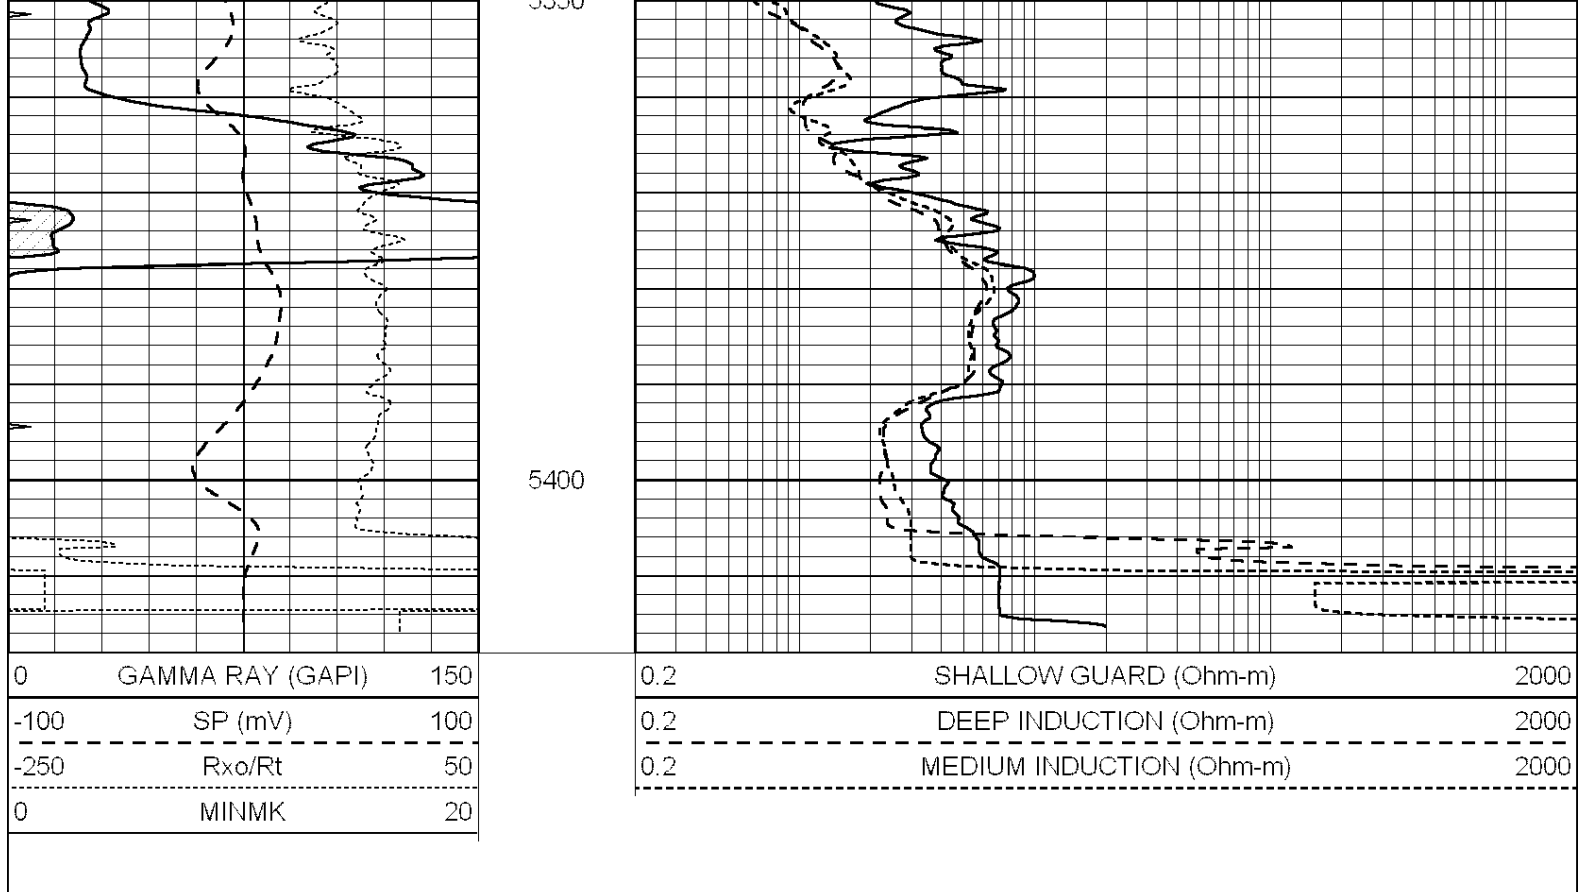 5350
5400
0 GAMMA RAY (GAPI) 150
-100 SP (mV) 100
-250 Rxo/Rt 50
0 MINMK 20
0.2 SHALLOW GUARD (Ohm-m) 2000
0.2 DEEP INDUCTION (Ohm-m) 2000
0.2 MEDIUM INDUCTION (Ohm-m) 2000